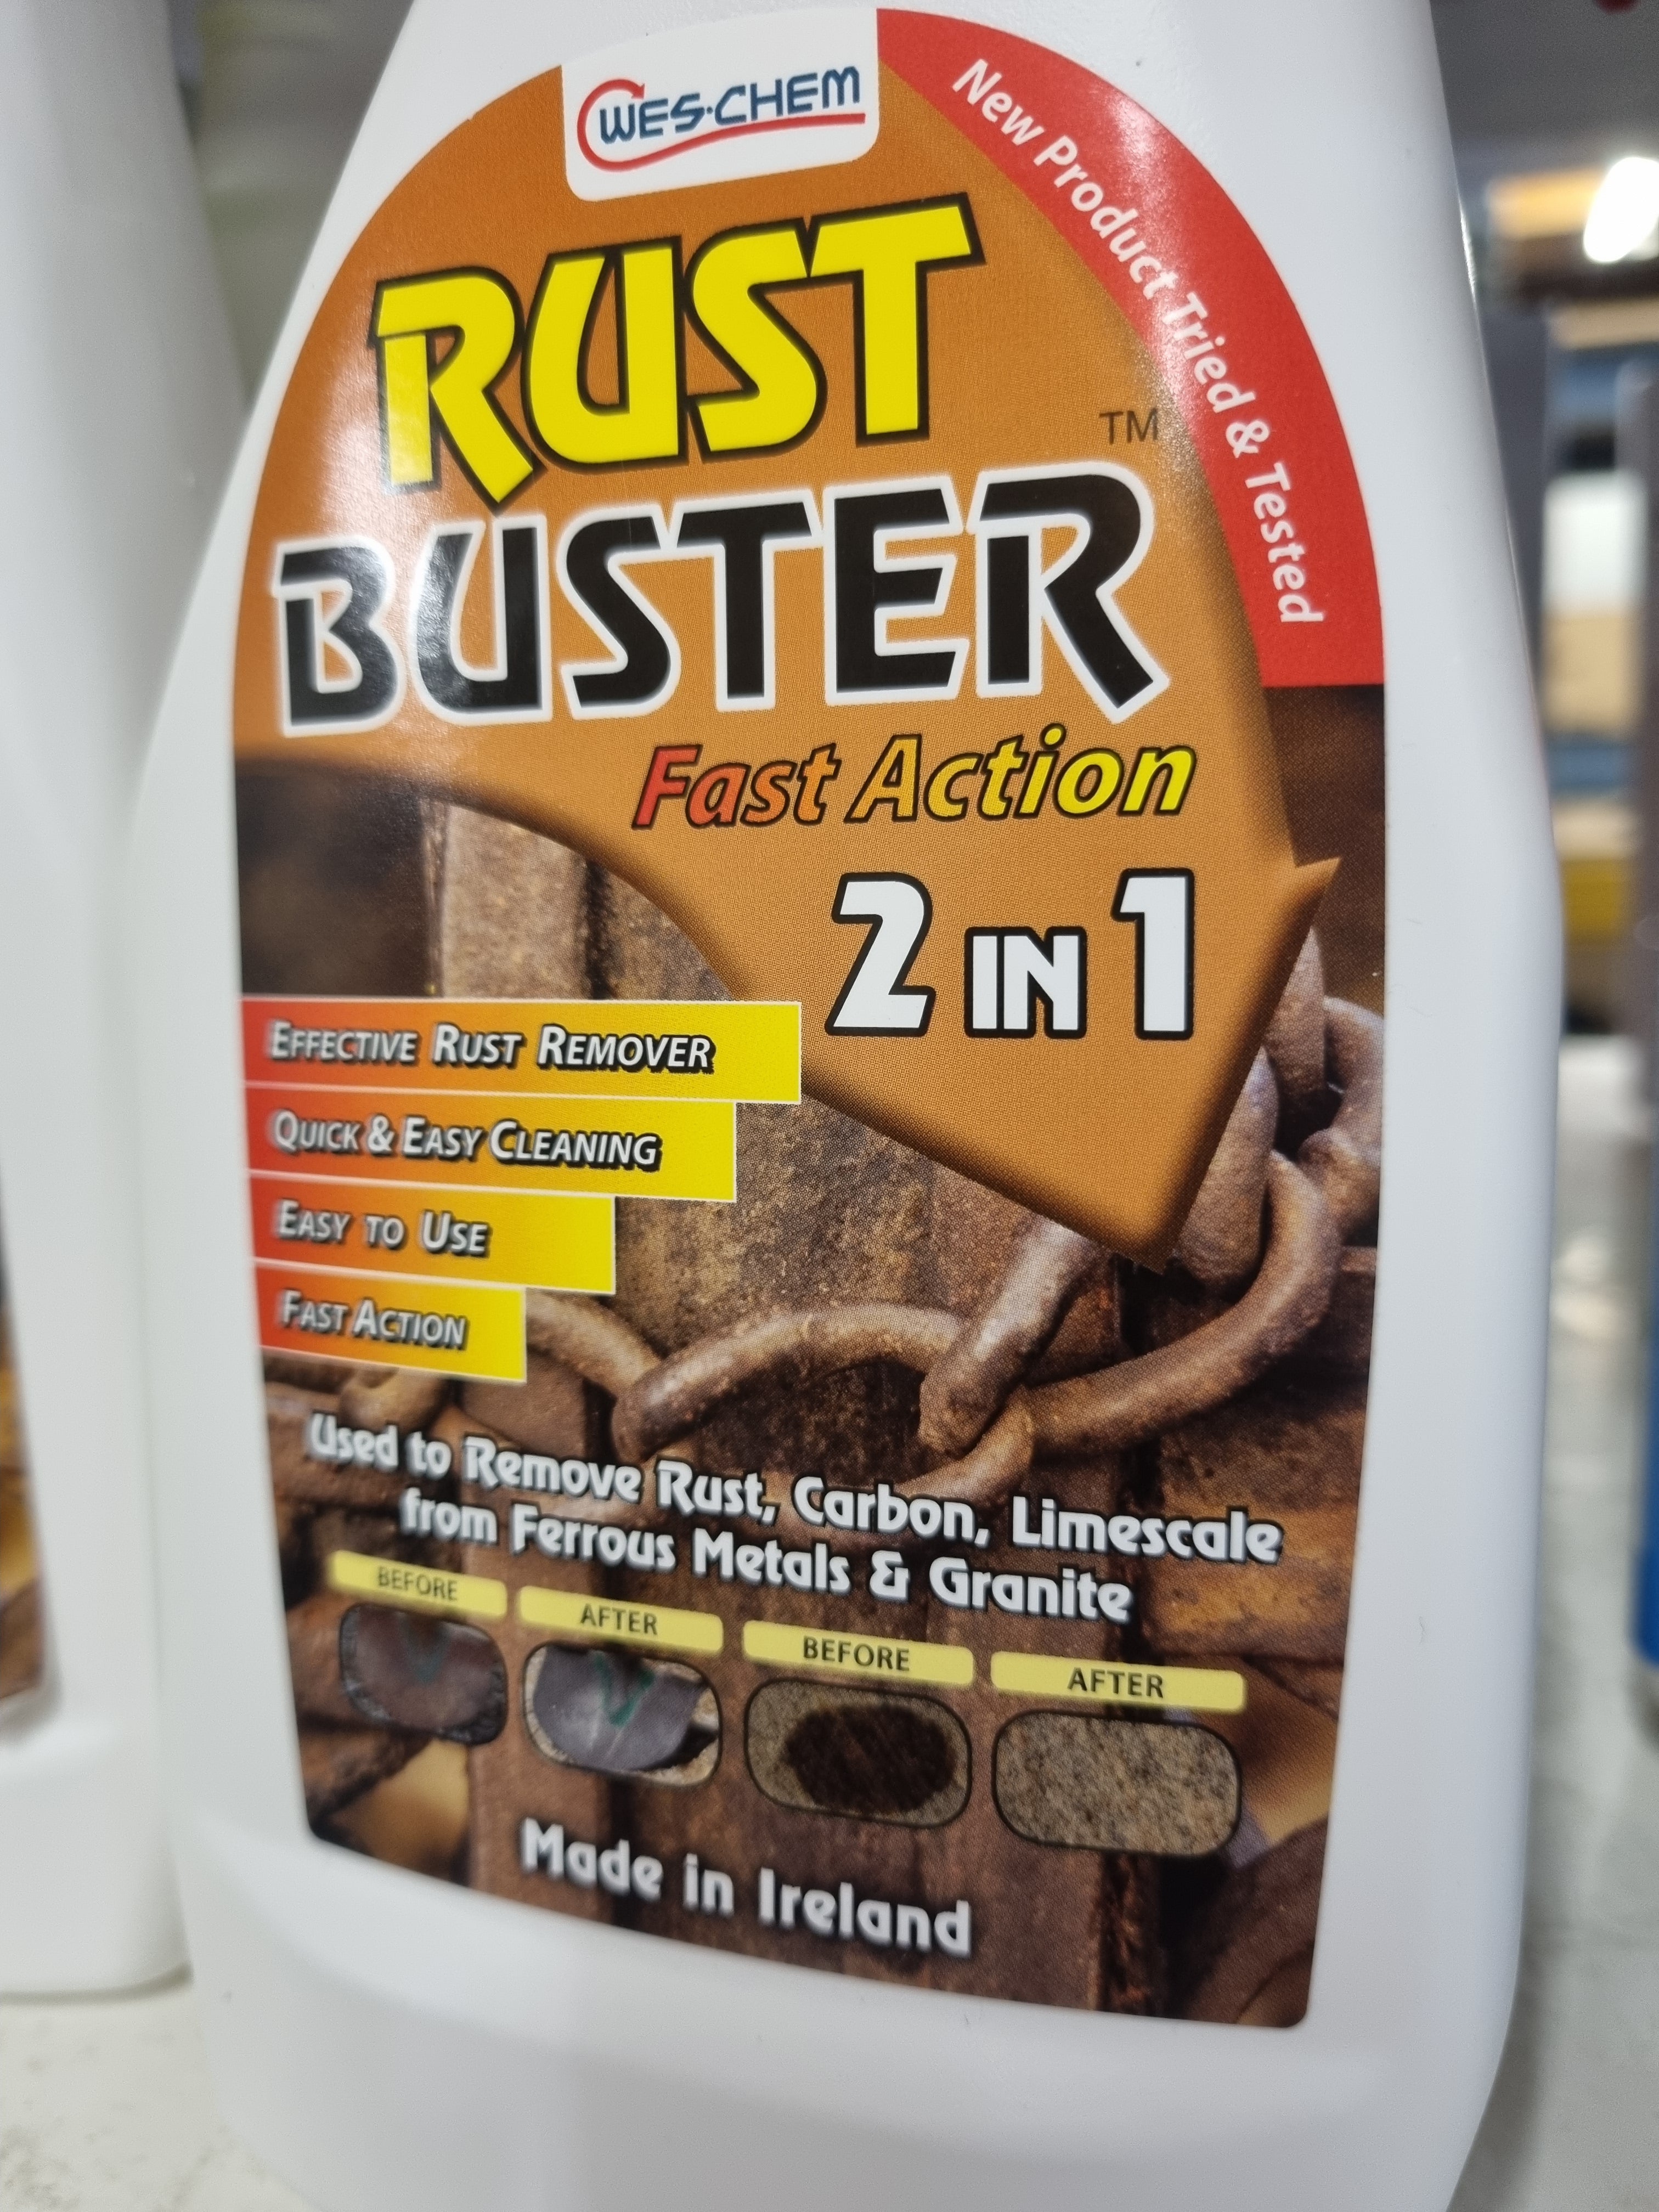 WES-CHEM
New Product Tried & Tested
RUST
BUSTER
TM
Fast Action
2 IN 1
EFFECTIVE RUST REMOVER
QUICK & EASY CLEANING
EASY TO USE
FAST ACTION
Used to Remove Rust, Carbon, Limescale
from Ferrous Metals & Granite
BEFORE
AFTER
BEFORE
AFTER
Made in Ireland